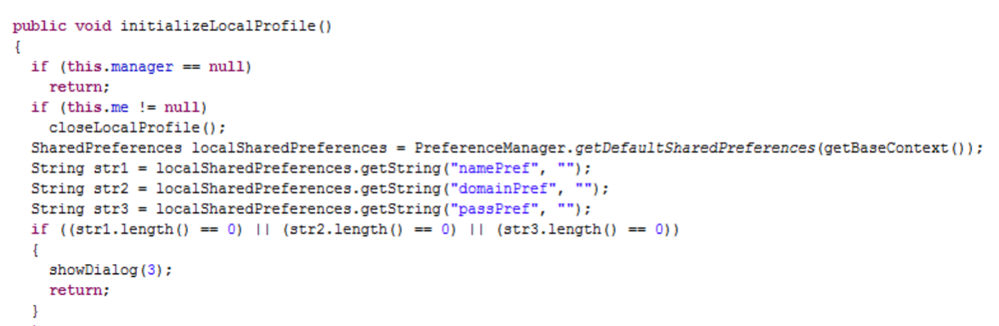 public void initializeLocalProfile()
{
  if (this.manager == null)
    return;
  if (this.me != null)
    closeLocalProfile();
  SharedPreferences localSharedPreferences = PreferenceManager.getDefaultSharedPreferences(getBaseContext());
  String str1 = localSharedPreferences.getString("namePref", "");
  String str2 = localSharedPreferences.getString("domainPref", "");
  String str3 = localSharedPreferences.getString("passPref", "");
  if ((str1.length() == 0) || (str2.length() == 0) || (str3.length() == 0))
  {
    showDialog(3);
    return;
  }